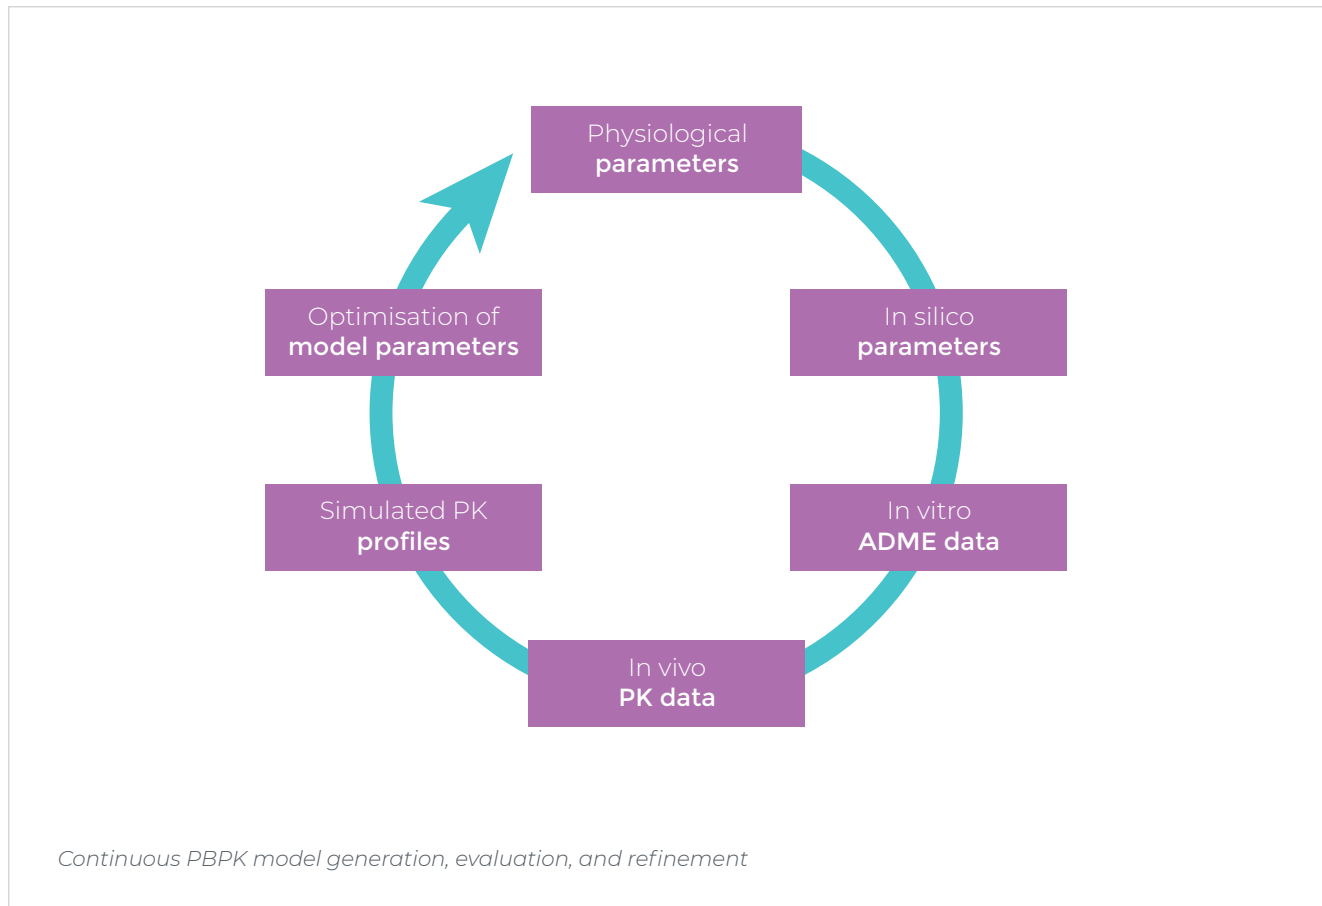 Physiological
parameters
In silico
parameters
In vitro
ADME data
In vivo
PK data
Simulated PK
profiles
Optimisation of
model parameters
Continuous PBPK model generation, evaluation, and refinement